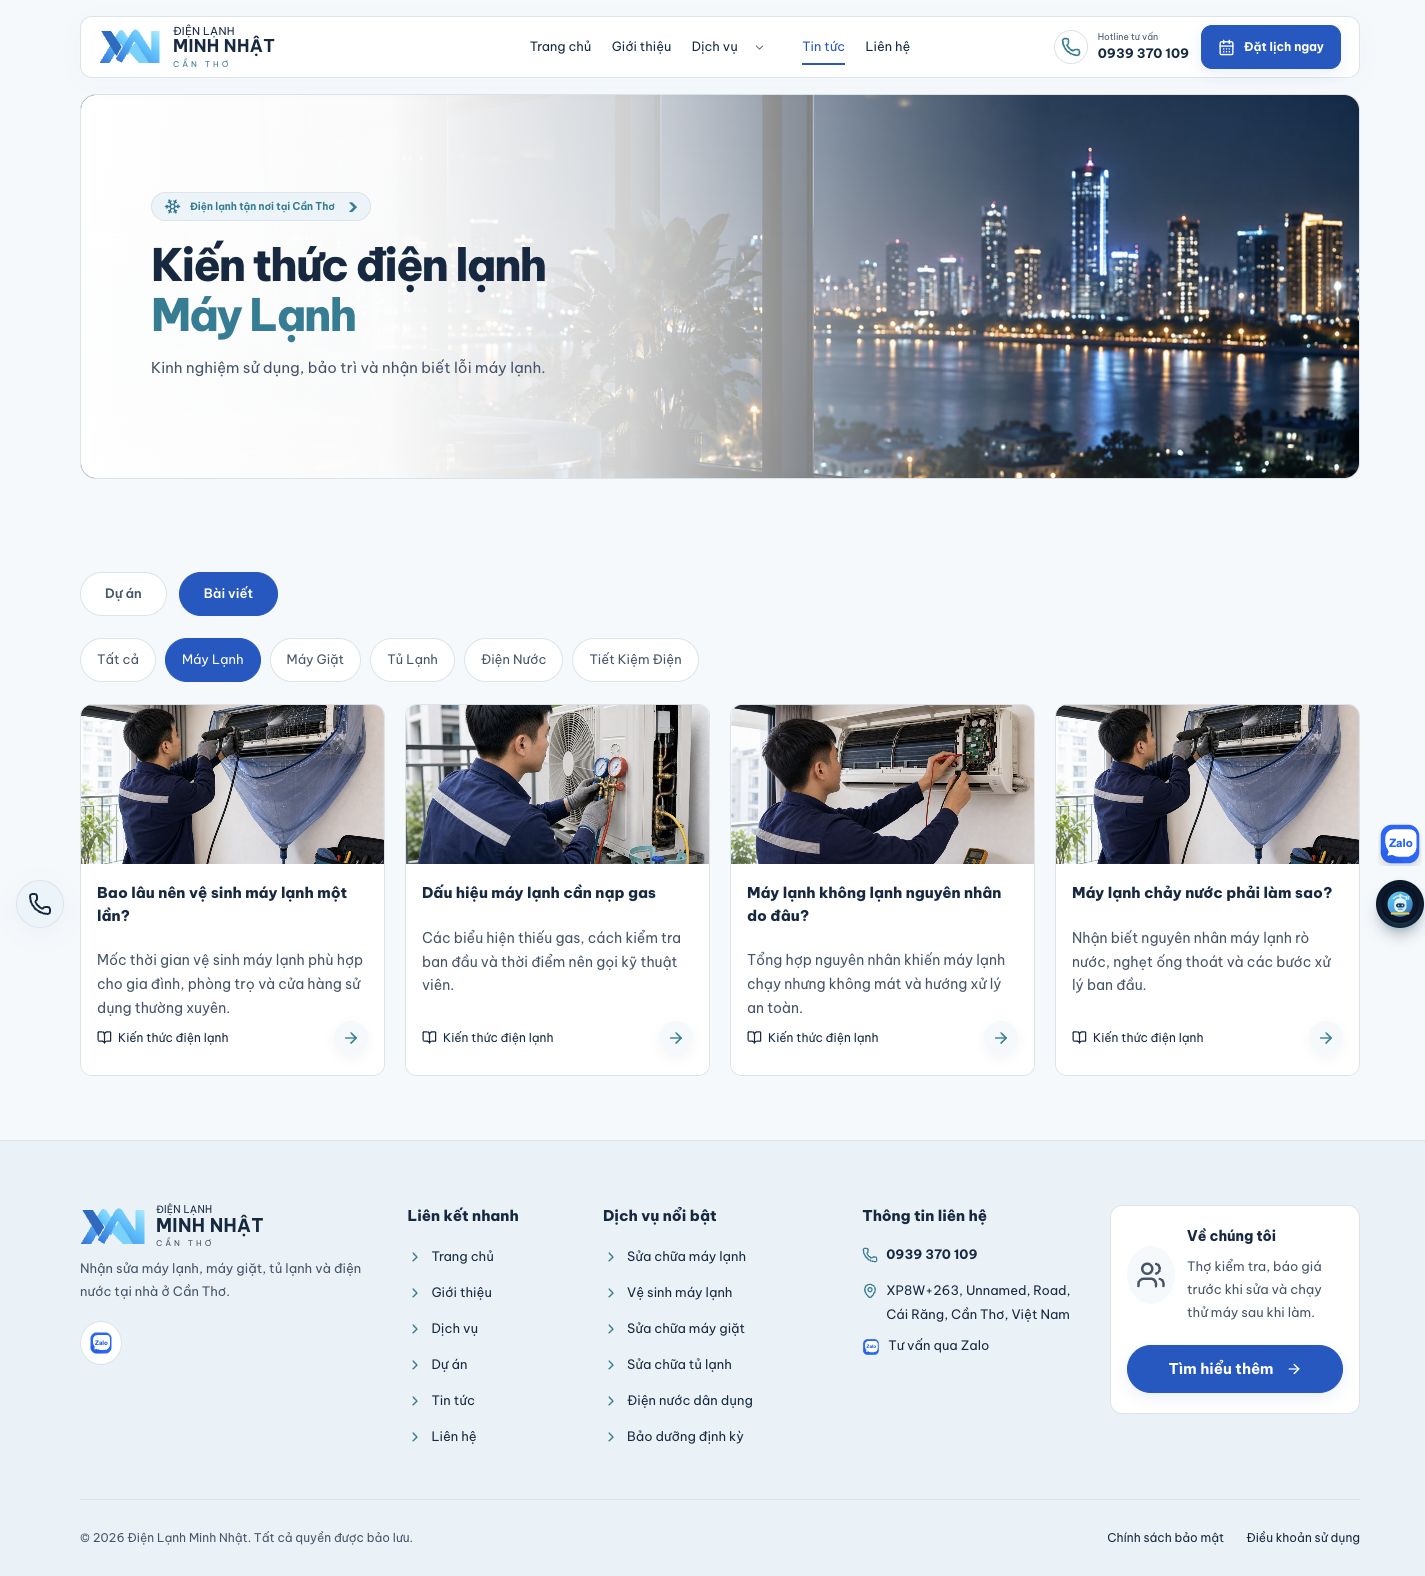 ĐIỆN LẠNH
MINH NHẬT
CẦN THƠ
Trang chủ
Giới thiệu
Dịch vụ
Tin tức
Liên hệ
Hotline tư vấn
0939 370 109
Đặt lịch ngay
Điện lạnh tận nơi tại Cần Thơ
Kiến thức điện lạnh
Máy Lạnh
Kinh nghiệm sử dụng, bảo trì và nhận biết lỗi máy lạnh.
Dự án
Bài viết
Tất cả
Máy Lạnh
Máy Giặt
Tủ Lạnh
Điện Nước
Tiết Kiệm Điện
Bao lâu nên vệ sinh máy lạnh một
lần?
Mốc thời gian vệ sinh máy lạnh phù hợp
cho gia đình, phòng trọ và cửa hàng sử
dụng thường xuyên.
Kiến thức điện lạnh
Dấu hiệu máy lạnh cần nạp gas
Các biểu hiện thiếu gas, cách kiểm tra
ban đầu và thời điểm nên gọi kỹ thuật
viên.
Kiến thức điện lạnh
Máy lạnh không lạnh nguyên nhân
do đâu?
Tổng hợp nguyên nhân khiến máy lạnh
chạy nhưng không mát và hướng xử lý
an toàn.
Kiến thức điện lạnh
Máy lạnh chảy nước phải làm sao?
Nhận biết nguyên nhân máy lạnh rò
nước, nghẹt ống thoát và các bước xử
lý ban đầu.
Kiến thức điện lạnh
Zalo
ĐIỆN LẠNH
MINH NHẬT
CẦN THƠ
Nhận sửa máy lạnh, máy giặt, tủ lạnh và điện
nước tại nhà ở Cần Thơ.
Zalo
Liên kết nhanh
Trang chủ
Giới thiệu
Dịch vụ
Dự án
Tin tức
Liên hệ
Dịch vụ nổi bật
Sửa chữa máy lạnh
Vệ sinh máy lạnh
Sửa chữa máy giặt
Sửa chữa tủ lạnh
Điện nước dân dụng
Bảo dưỡng định kỳ
Thông tin liên hệ
0939 370 109
XP8W+263, Unnamed, Road,
Cái Răng, Cần Thơ, Việt Nam
Zalo
Tư vấn qua Zalo
Về chúng tôi
Thợ kiểm tra, báo giá
trước khi sửa và chạy
thử máy sau khi làm.
Tìm hiểu thêm
© 2026 Điện Lạnh Minh Nhật. Tất cả quyền được bảo lưu.
Chính sách bảo mật
Điều khoản sử dụng